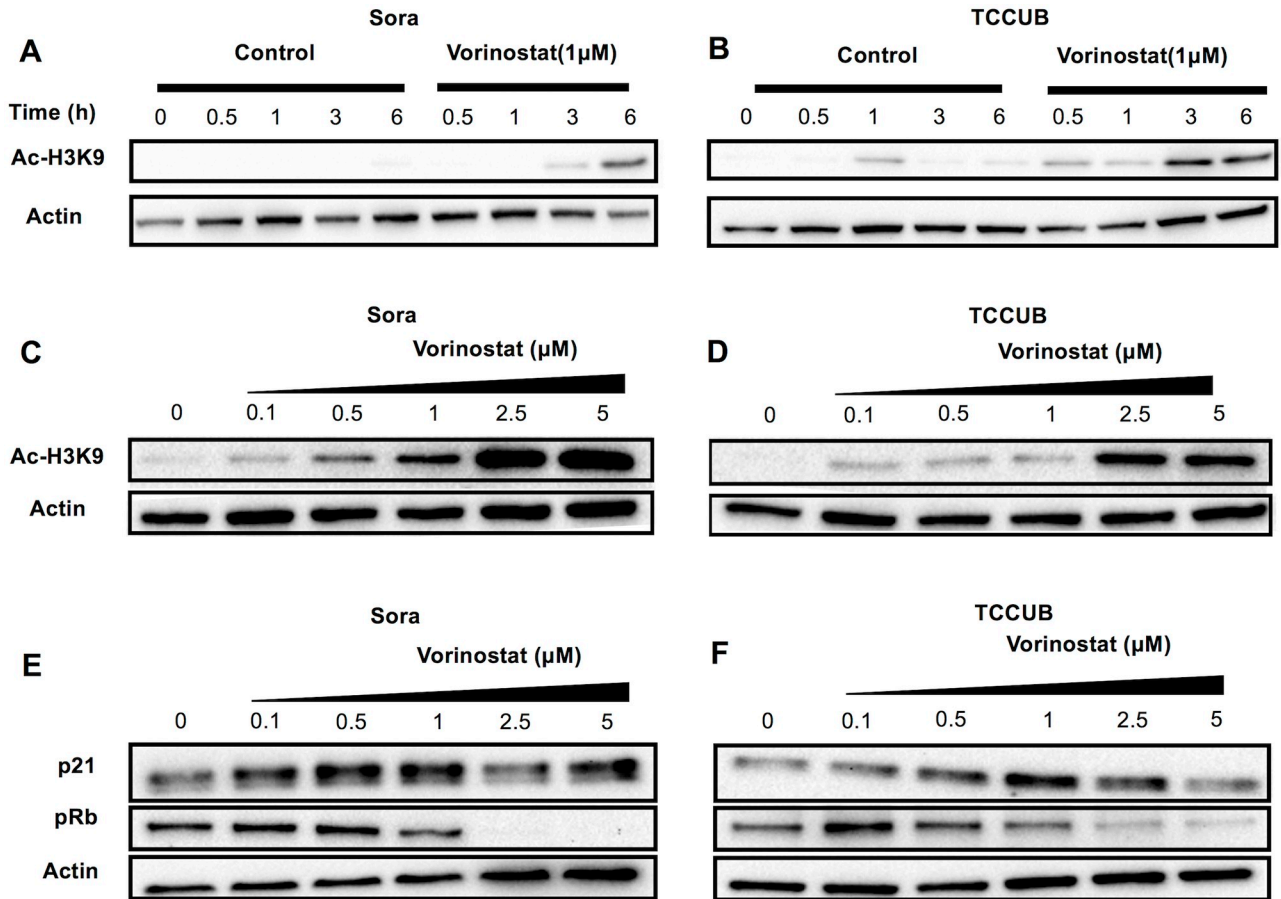 Sora
A
Control
Vorinostat(1µM)
Time (h)
0 0.5 1 3 6 0.5 1 3 6
Ac-H3K9
Actin
TCCUB
B
Control
Vorinostat(1µM)
0 0.5 1 3 6 0.5 1 3 6
Sora
C
Vorinostat (µM)
0 0.1 0.5 1 2.5 5
Ac-H3K9
Actin
TCCUB
D
Vorinostat (µM)
0 0.1 0.5 1 2.5 5
Sora
E
Vorinostat (µM)
0 0.1 0.5 1 2.5 5
p21
pRb
Actin
TCCUB
F
Vorinostat (µM)
0 0.1 0.5 1 2.5 5